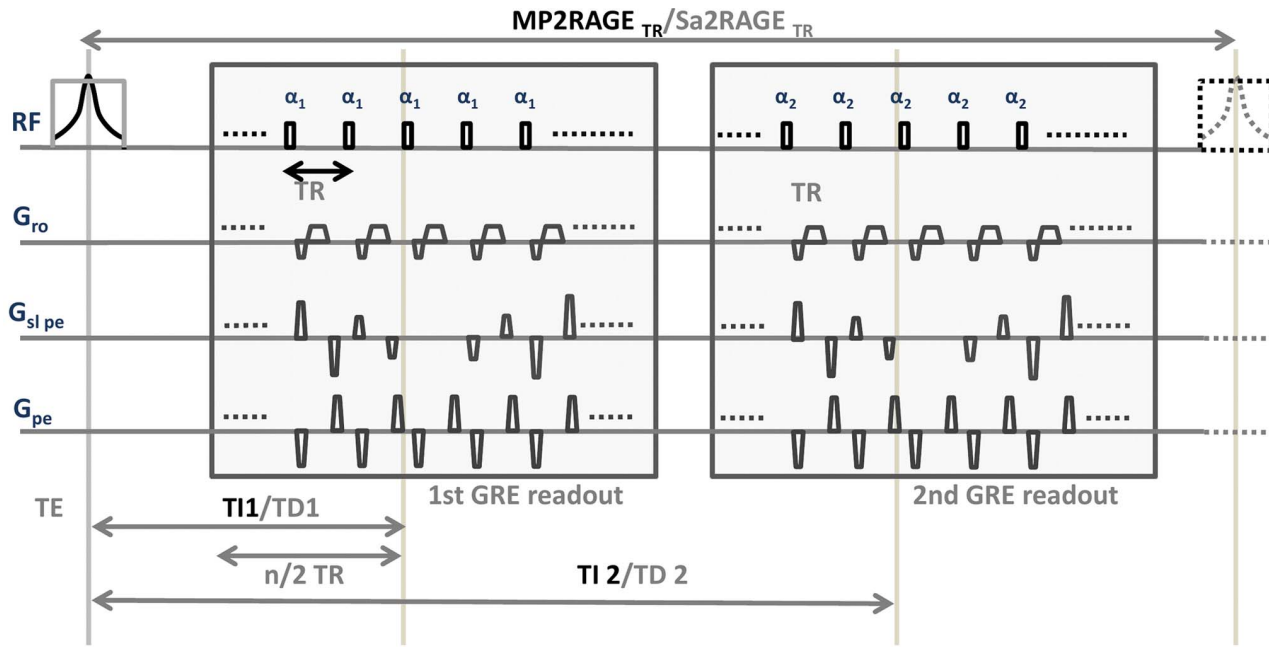 MP2RAGE TR/Sa2RAGE TR
α1 α1 α1 α1 α1
α2 α2 α2 α2 α2
RF
TR
TR
Gro
Gsl pe
Gpe
1st GRE readout
2nd GRE readout
TE
TI1/TD1
n/2 TR
TI 2/TD 2